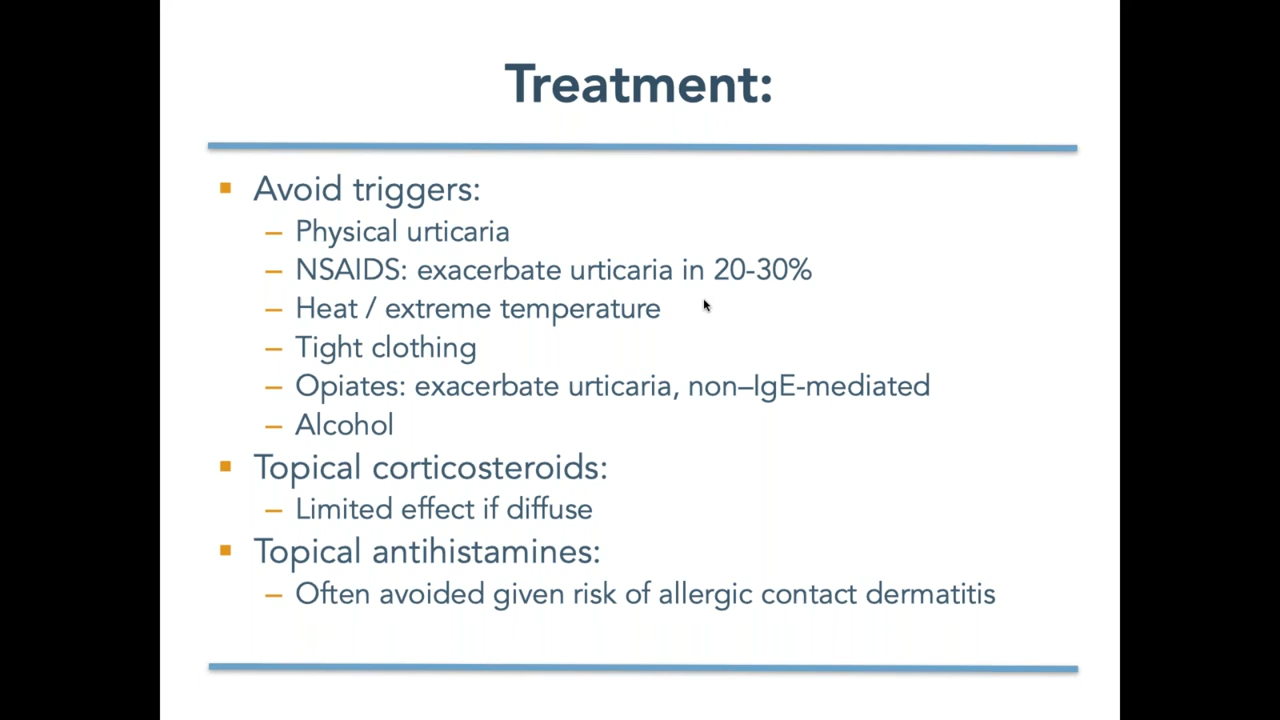 Treatment:
▪ Avoid triggers:
– Physical urticaria
– NSAIDS: exacerbate urticaria in 20-30%
– Heat / extreme temperature
– Tight clothing
– Opiates: exacerbate urticaria, non–IgE-mediated
– Alcohol
▪ Topical corticosteroids:
– Limited effect if diffuse
▪ Topical antihistamines:
– Often avoided given risk of allergic contact dermatitis